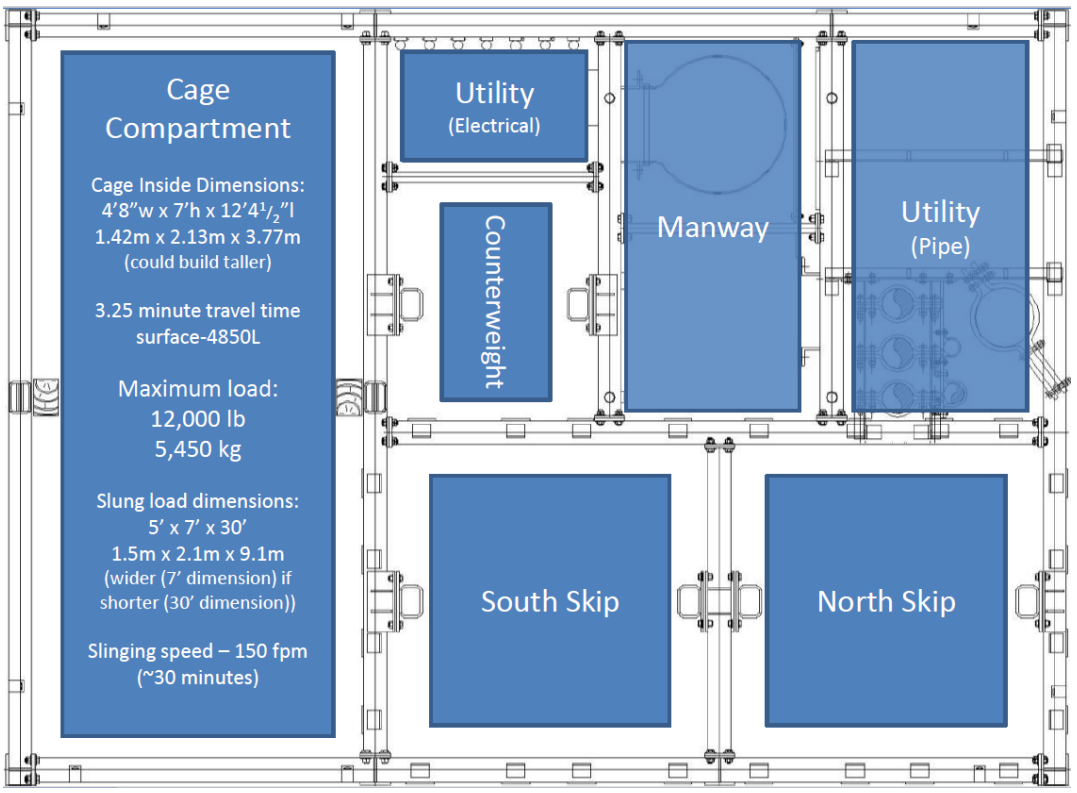 Cage
Compartment
Cage Inside Dimensions:
4’8”w x 7’h x 12’4¹/₂”l
1.42m x 2.13m x 3.77m
(could build taller)
3.25 minute travel time
surface-4850L
Maximum load:
12,000 lb
5,450 kg
Slung load dimensions:
5’ x 7’ x 30’
1.5m x 2.1m x 9.1m
(wider (7’ dimension) if
shorter (30’ dimension))
Slinging speed – 150 fpm
(~30 minutes)
Utility
(Electrical)
Counterweight
Manway
Utility
(Pipe)
South Skip
North Skip